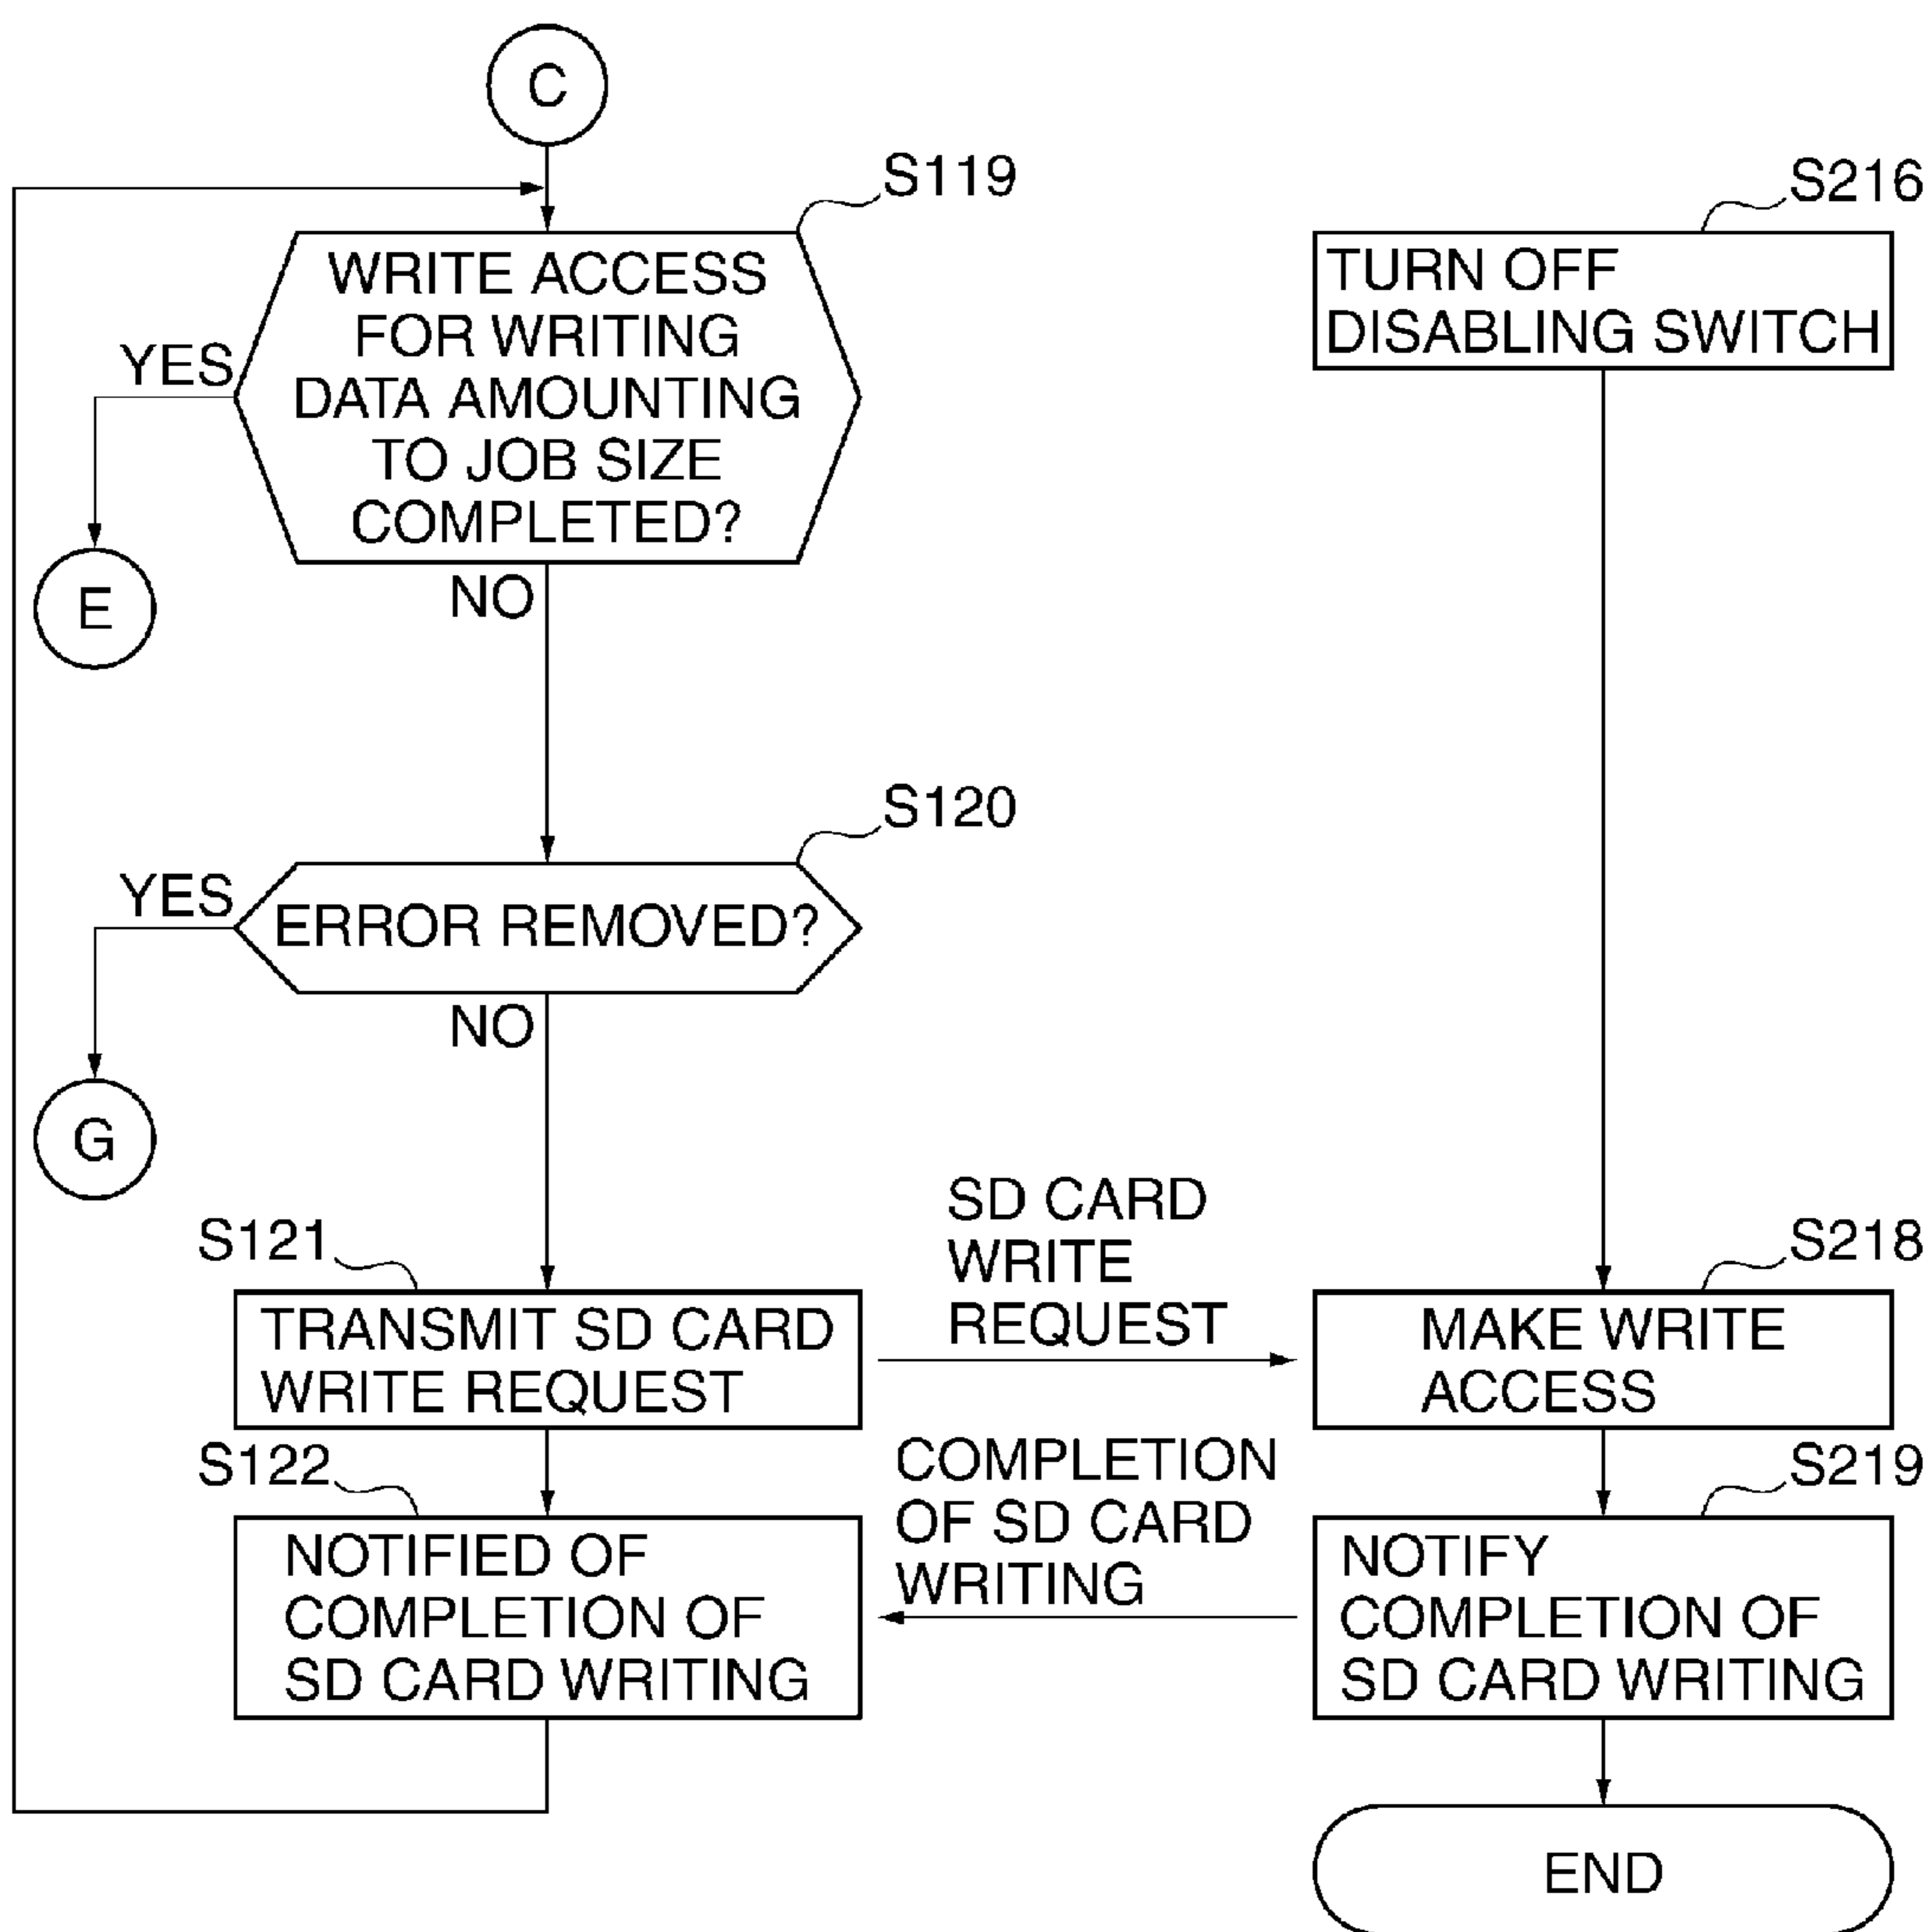 C
S119
WRITE ACCESS
FOR WRITING
DATA AMOUNTING
TO JOB SIZE
COMPLETED?
YES
E
NO
S120
ERROR REMOVED?
YES
G
NO
S121
TRANSMIT SD CARD
WRITE REQUEST
S122
NOTIFIED OF
COMPLETION OF
SD CARD WRITING
SD CARD
WRITE
REQUEST
COMPLETION
OF SD CARD
WRITING
S216
TURN OFF
DISABLING SWITCH
S218
MAKE WRITE
ACCESS
S219
NOTIFY
COMPLETION OF
SD CARD WRITING
END